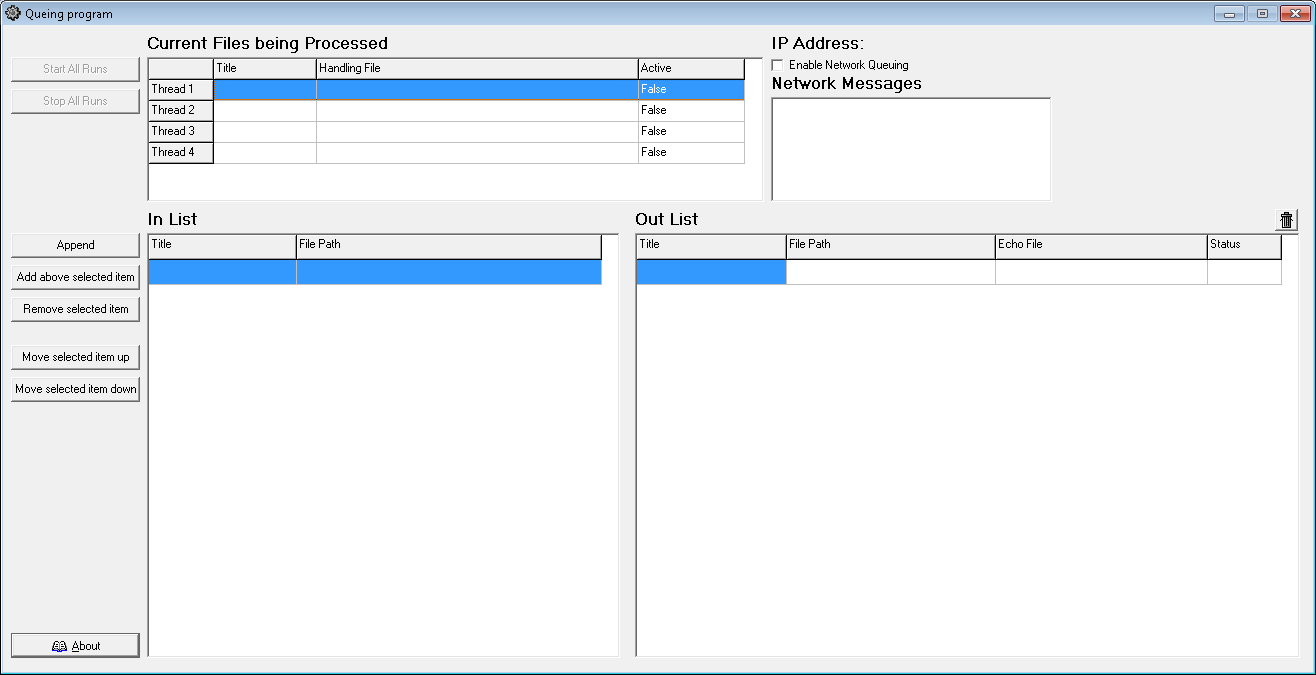 Queing program
Start All Runs
Stop All Runs
Current Files being Processed
Title Handling File Active
Thread 1 False
Thread 2 False
Thread 3 False
Thread 4 False
IP Address:
Enable Network Queuing
Network Messages
Append
Add above selected item
Remove selected item
Move selected item up
Move selected item down
About
In List
Title File Path
Out List
Title File Path Echo File Status